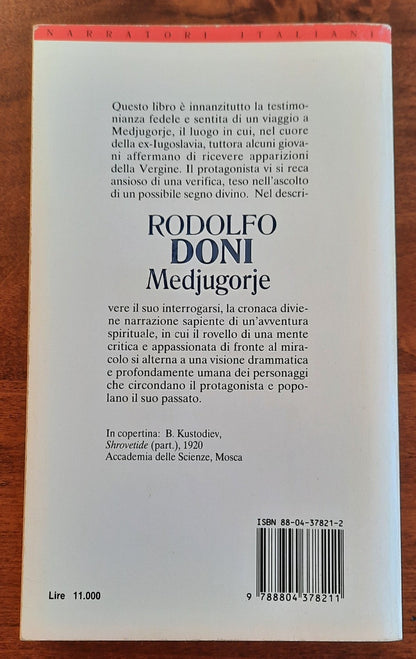 NARRATORI ITALIANI
Questo libro è innanzitutto la testimo-
nianza fedele e sentita di un viaggio a
Medjugorje, il luogo in cui, nel cuore
della ex-Iugoslavia, tuttora alcuni giova-
ni affermano di ricevere apparizioni
della Vergine. Il protagonista vi si reca
ansioso di una verifica, teso nell'ascolto
di un possibile segno divino. Nel descri-
RODOLFO
DONI
Medjugorje
vere il suo interrogarsi, la cronaca divie-
ne narrazione sapiente di un'avventura
spirituale, in cui il rovello di una mente
critica e appassionata di fronte al mira-
colo si alterna a una visione drammatica
e profondamente umana dei personaggi
che circondano il protagonista e popo-
lano il suo passato.
In copertina: B. Kustodiev,
Shrovetide (part.), 1920
Accademia delle Scienze, Mosca
ISBN 88-04-37821-2
Lire 11.000
9 788804 378211